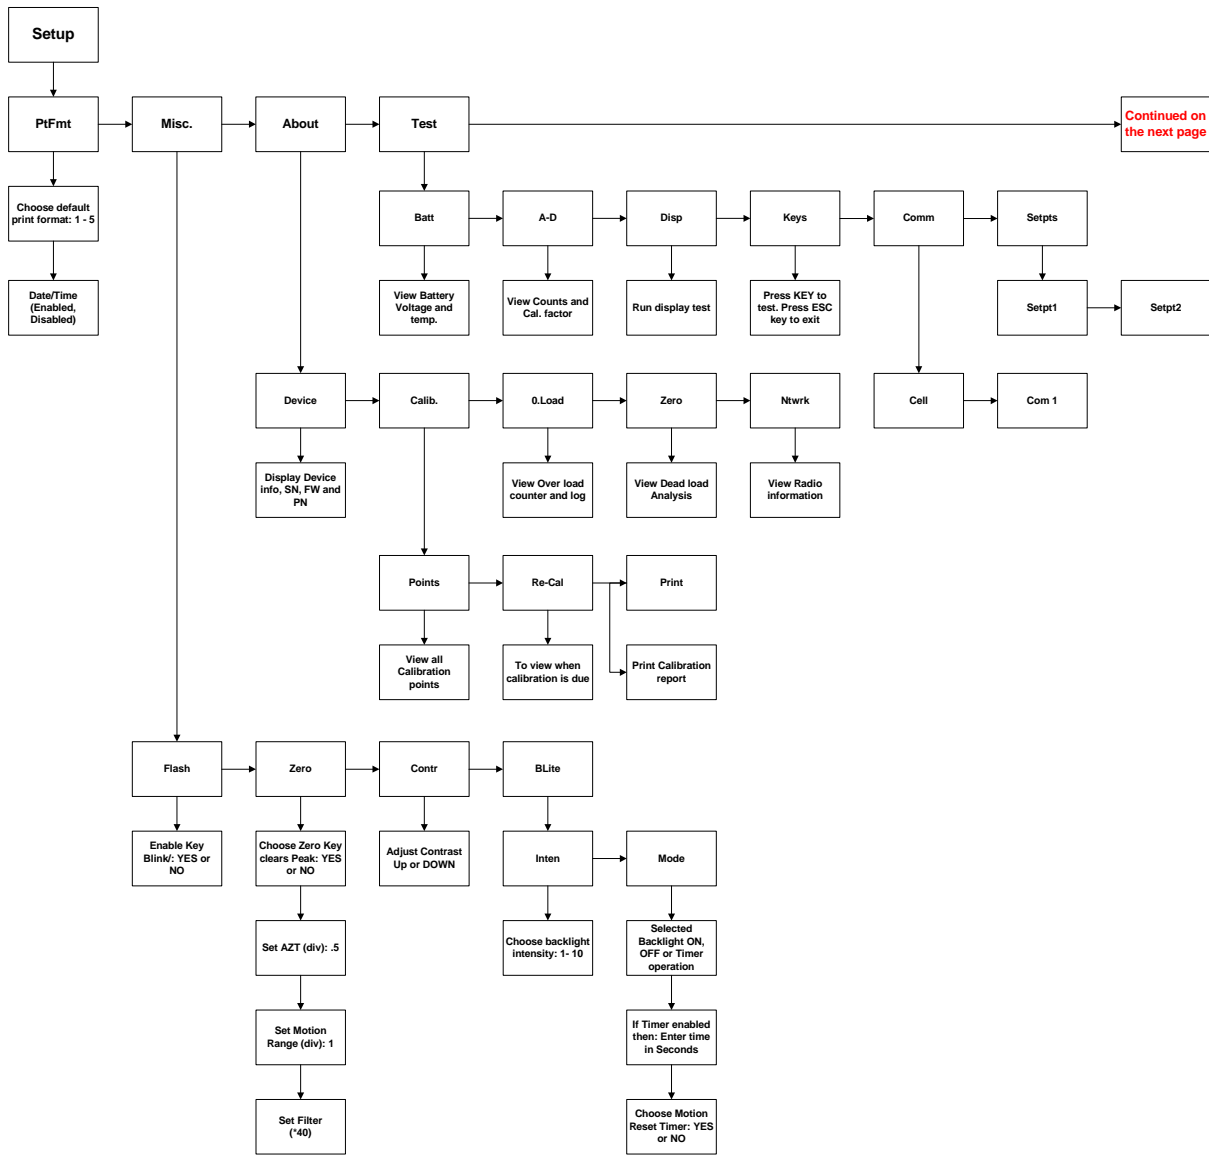 Setup
PtFmt
Misc.
About
Test
Continued on
the next page
Choose default
print format: 1 - 5
Batt
A-D
Disp
Keys
Comm
Setpts
Date/Time
(Enabled,
Disabled)
View Battery
Voltage and
temp.
View Counts and
Cal. factor
Run display test
Press KEY to
test. Press ESC
key to exit
Setpt1
Setpt2
Device
Calib.
0.Load
Zero
Ntwrk
Cell
Com 1
Display Device
info, SN, FW and
PN
View Over load
counter and log
View Dead load
Analysis
View Radio
information
Points
Re-Cal
Print
View all
Calibration
points
To view when
calibration is due
Print Calibration
report
Flash
Zero
Contr
BLite
Enable Key
Blink/: YES or
NO
Choose Zero Key
clears Peak: YES
or NO
Adjust Contrast
Up or DOWN
Inten
Mode
Set AZT (div): .5
Choose backlight
intensity: 1- 10
Selected
Backlight ON,
OFF or Timer
operation
Set Motion
Range (div): 1
If Timer enabled
then: Enter time
in Seconds
Set Filter
(*40)
Choose Motion
Reset Timer: YES
or NO